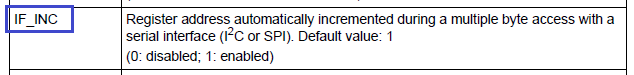 IF_INC
Register address automatically incremented during a multiple byte access with a
serial interface (I²C or SPI). Default value: 1
(0: disabled; 1: enabled)